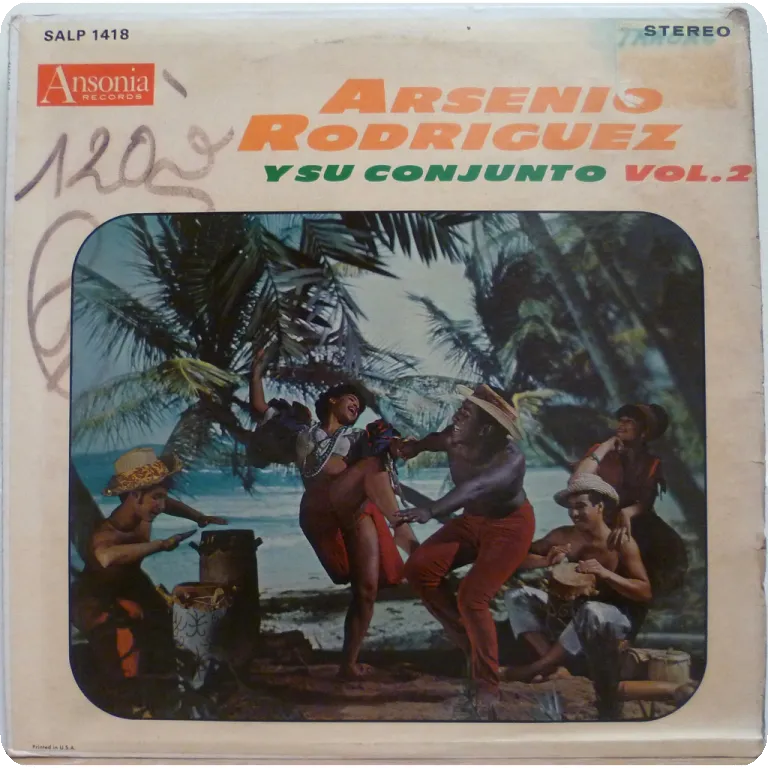 SALP 1418
STEREO
Ansonia
RECORDS
ARSENIO
RODRIGUEZ
Y SU CONJUNTO VOL.2
120
Printed in U.S.A.